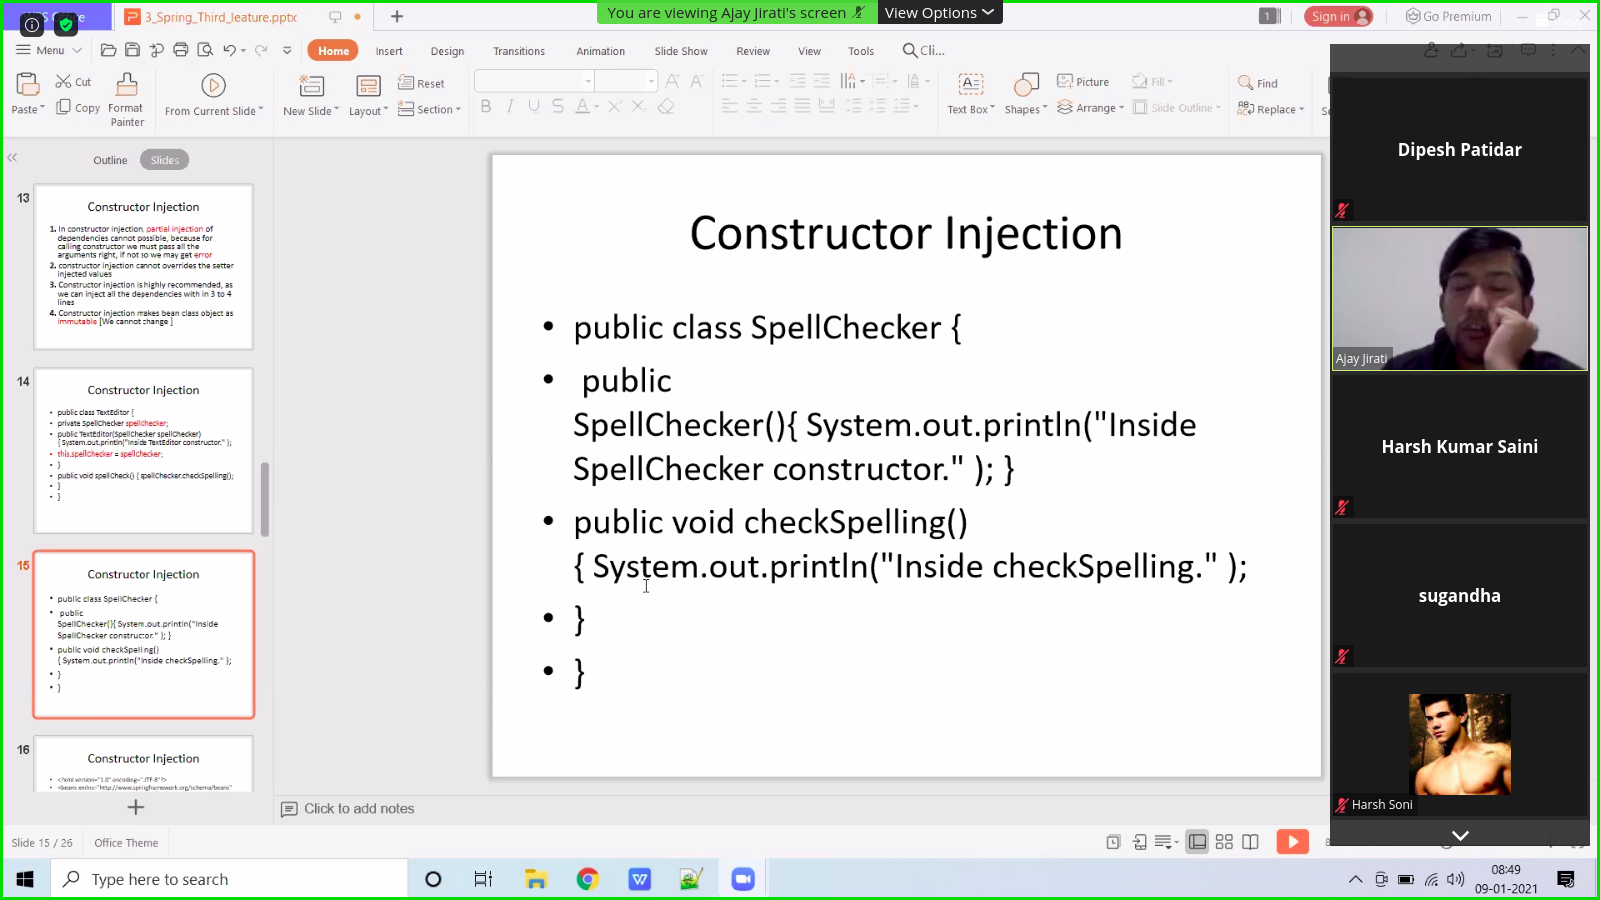 3_Spring_Third_leature.pptx
You are viewing Ajay Jirati's screen
View Options
1
Sign in
Go Premium
Menu
Home
Insert
Design
Transitions
Animation
Slide Show
Review
View
Tools
Cli...
Paste
Cut
Copy
Format
Painter
From Current Slide
New Slide
Layout
Reset
Section
B I U S A
Text Box
Shapes
Picture
Arrange
Fill
Slide Outline
Find
Replace
Outline
Slides
13
Constructor Injection
1. In constructor injection, partial injection of
dependencies cannot possible, because for
calling constructor we must pass all the
arguments right, if not so we may get error
2. constructor injection cannot overrides the setter
injected values
3. Constructor injection is highly recommended, as
we can inject all the dependencies with in 3 to 4
lines
4. Constructor injection makes bean class object as
immutable [We cannot change ]
14
Constructor Injection
• public class TextEditor {
• private SpellChecker spellchecker;
• public TextEditor(SpellChecker spellChecker)
{ System.out.println("Inside TextEditor constructor." );
• this.spellChecker = spellChecker;
• }
• public void spellCheck() { spellChecker.checkSpelling();
• }
• }
15
Constructor Injection
• public class SpellChecker {
• public
SpellChecker(){ System.out.println("Inside
SpellChecker constructor." ); }
• public void checkSpelling()
{ System.out.println("Inside checkSpelling." );
• }
• }
16
Constructor Injection
• <?xml version="1.0" encoding="UTF-8"?>
• <beans xmlns="http://www.springframework.org/schema/beans"
Constructor Injection
• public class SpellChecker {
• public
SpellChecker(){ System.out.println("Inside
SpellChecker constructor." ); }
• public void checkSpelling()
{ System.out.println("Inside checkSpelling." );
• }
• }
Click to add notes
Dipesh Patidar
Ajay Jirati
Harsh Kumar Saini
sugandha
Harsh Soni
Slide 15 / 26
Office Theme
Type here to search
08:49
09-01-2021